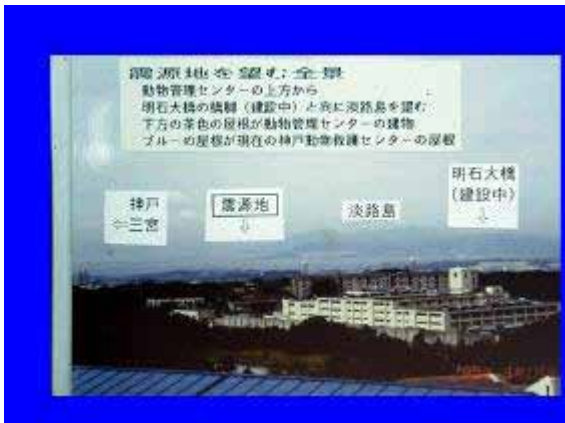 震源地を望む全景
動物管理センターの上方から
明石大橋の橋脚（建設中）と向に淡路島を望む
下方の茶色の屋根が動物管理センターの建物
ブルーの屋根が現在の神戸動物救護センターの屋根
明石大橋
（建設中）
⇩
神戸
⇐三宮
震源地
⇩
淡路島